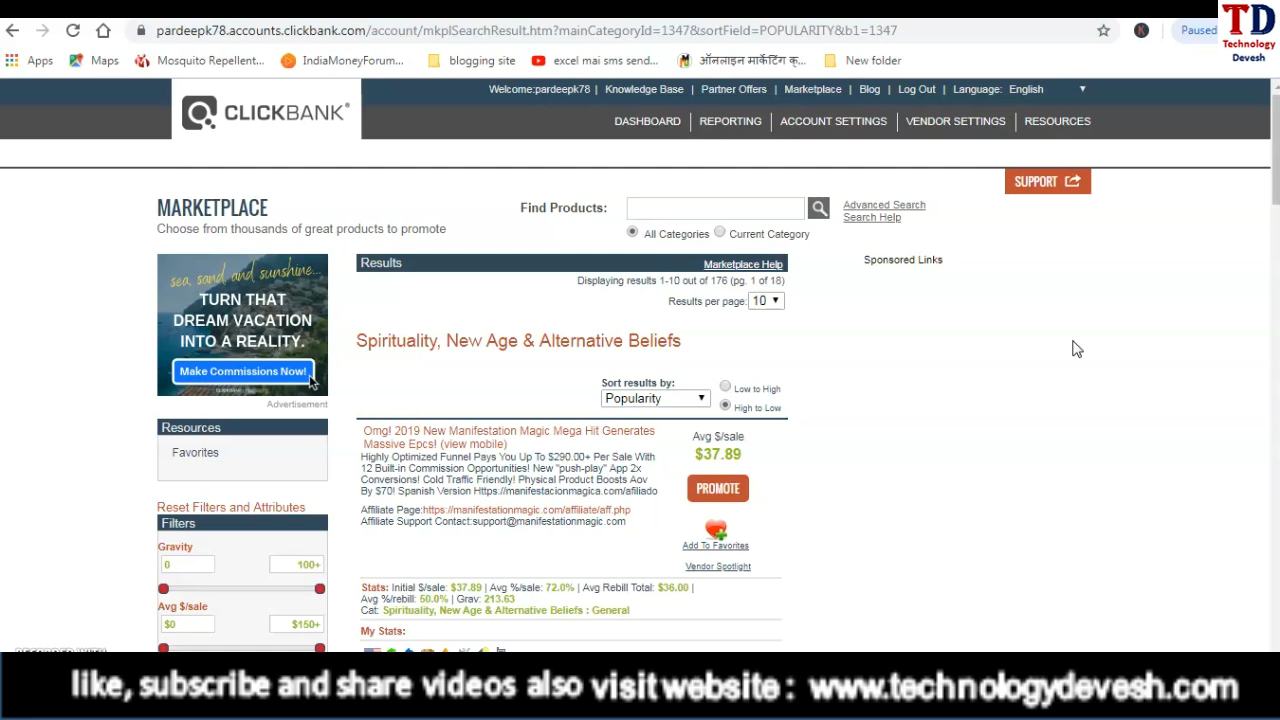 pardeepk78.accounts.clickbank.com/account/mkplSearchResult.htm?mainCategoryId=1347&sortField=POPULARITY&b1=1347
K
Paused
TD
Technology
Devesh
Apps
Maps
Mosquito Repellent...
IndiaMoneyForum...
blogging site
excel mai sms send...
ऑनलाइन मार्केटिंग क्...
New folder
Welcome:pardeepk78 | Knowledge Base | Partner Offers | Marketplace | Blog | Log Out | Language: English
CLICKBANK®
DASHBOARD | REPORTING | ACCOUNT SETTINGS | VENDOR SETTINGS | RESOURCES
SUPPORT
MARKETPLACE
Choose from thousands of great products to promote
Find Products:
Advanced Search
Search Help
All Categories
Current Category
sea, sand, and sunshine...
TURN THAT
DREAM VACATION
INTO A REALITY.
Make Commissions Now!
Advertisement
Resources
Favorites
Reset Filters and Attributes
Filters
Gravity
0
100+
Avg $/sale
$0
$150+
Results
Marketplace Help
Displaying results 1-10 out of 176 (pg. 1 of 18)
Results per page: 10
Sponsored Links
Spirituality, New Age & Alternative Beliefs
Sort results by:
Popularity
Low to High
High to Low
Omg! 2019 New Manifestation Magic Mega Hit Generates
Massive Epcs! (view mobile)
Highly Optimized Funnel Pays You Up To $290.00+ Per Sale With
12 Built-in Commission Opportunities! New "push-play" App 2x
Conversions! Cold Traffic Friendly! Physical Product Boosts Aov
By $70! Spanish Version Https://manifestacionmagica.com/afiliado
Affiliate Page:https://manifestationmagic.com/affiliate/aff.php
Affiliate Support Contact:support@manifestationmagic.com
Avg $/sale
$37.89
PROMOTE
Add To Favorites
Vendor Spotlight
Stats: Initial $/sale: $37.89 | Avg %/sale: 72.0% | Avg Rebill Total: $36.00 |
Avg %/rebill: 50.0% | Grav: 213.63
Cat: Spirituality, New Age & Alternative Beliefs : General
My Stats:
like, subscribe and share videos also visit website : www.technologydevesh.com